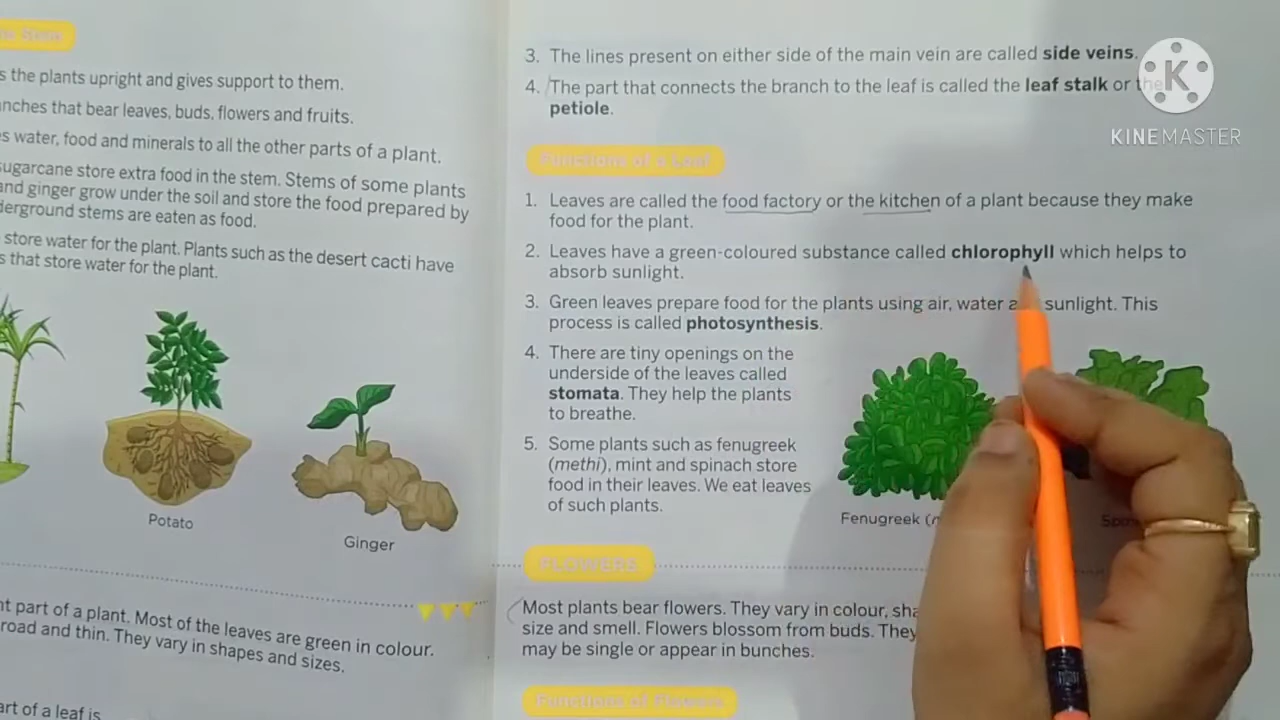 s the plants upright and gives support to them.
nches that bear leaves, buds, flowers and fruits.
es water, food and minerals to all the other parts of a plant.
sugarcane store extra food in the stem. Stems of some plants
and ginger grow under the soil and store the food prepared by
derground stems are eaten as food.
store water for the plant. Plants such as the desert cacti have
s that store water for the plant.
Potato
Ginger
nt part of a plant. Most of the leaves are green in colour.
road and thin. They vary in shapes and sizes.
art of a leaf is
3. The lines present on either side of the main vein are called side veins.
4. The part that connects the branch to the leaf is called the leaf stalk or the
petiole.
K
KINEMASTER
Functions of a Leaf
1. Leaves are called the food factory or the kitchen of a plant because they make
food for the plant.
2. Leaves have a green-coloured substance called chlorophyll which helps to
absorb sunlight.
3. Green leaves prepare food for the plants using air, water a sunlight. This
process is called photosynthesis.
4. There are tiny openings on the
underside of the leaves called
stomata. They help the plants
to breathe.
5. Some plants such as fenugreek
(methi), mint and spinach store
food in their leaves. We eat leaves
of such plants.
Fenugreek (
FLOWERS
Most plants bear flowers. They vary in colour, sha
size and smell. Flowers blossom from buds. They
may be single or appear in bunches.
Functions of Flowers